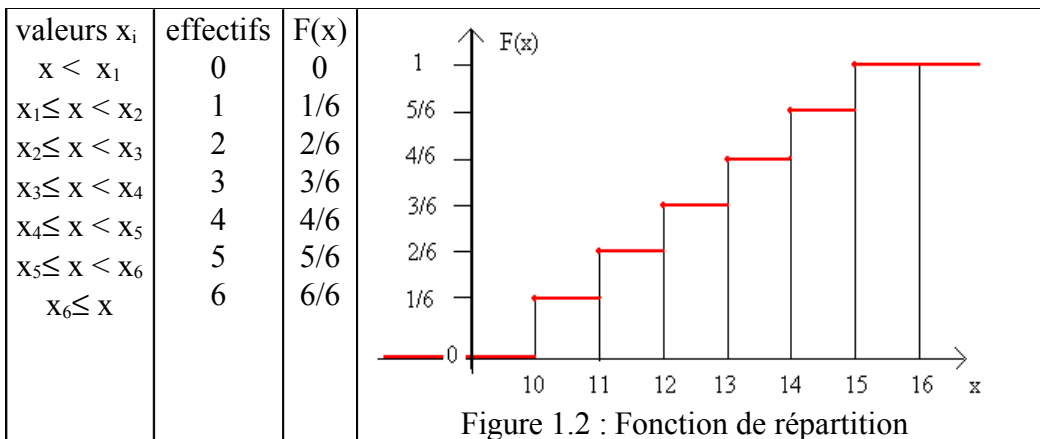 valeurs xᵢ effectifs F(x)
x < x₁ 0 0
x₁≤ x < x₂ 1 1/6
x₂≤ x < x₃ 2 2/6
x₃≤ x < x₄ 3 3/6
x₄≤ x < x₅ 4 4/6
x₅≤ x < x₆ 5 5/6
x₆≤ x 6 6/6
F(x)
1
5/6
4/6
3/6
2/6
1/6
0
10 11 12 13 14 15 16 x
Figure 1.2 : Fonction de répartition